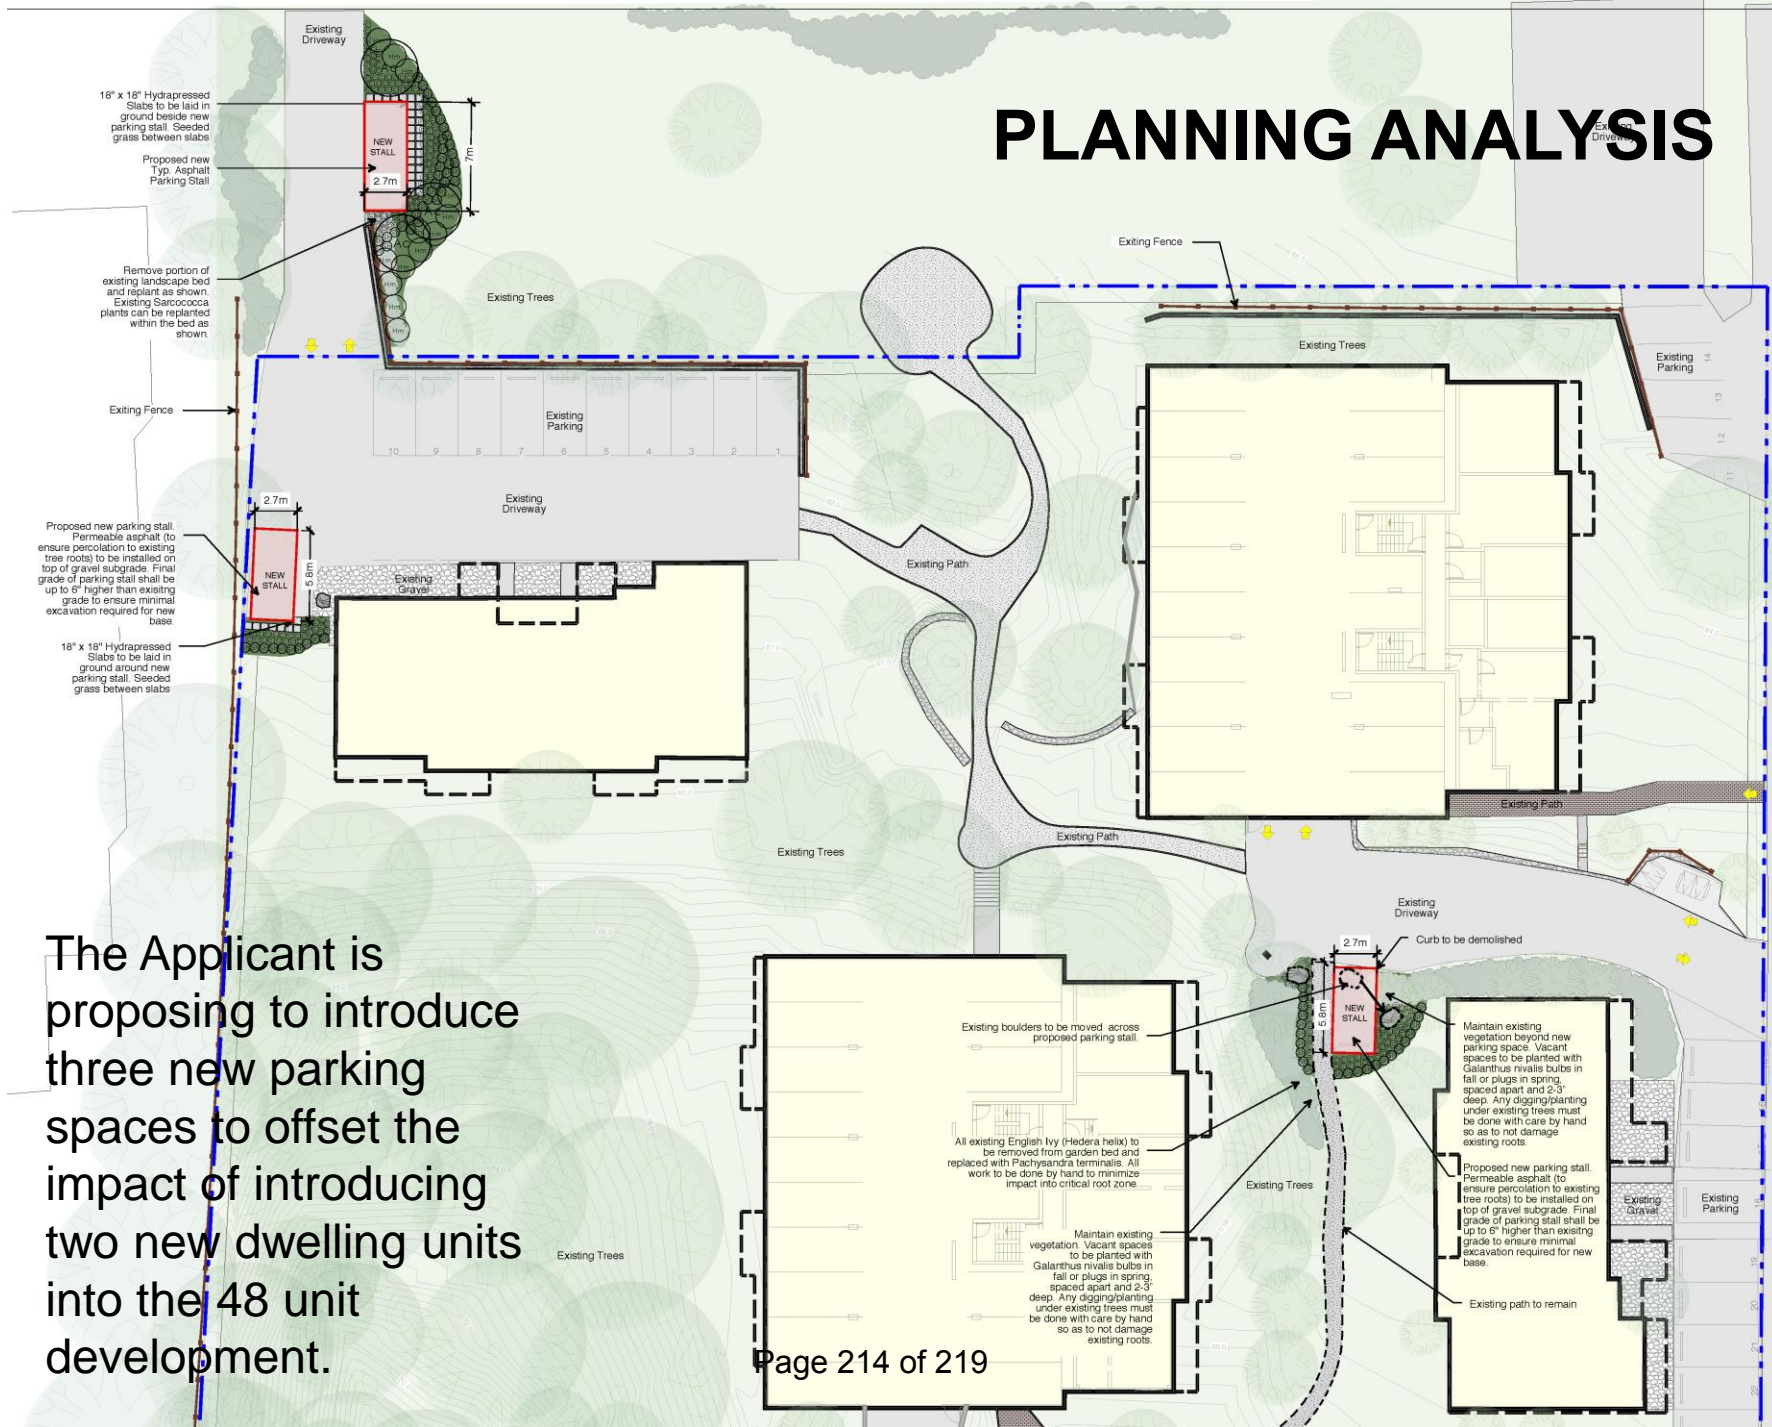 Existing
Driveway
PLANNING ANALYSIS
Existing
Driveway
18" x 18" Hydrapressed
Slabs to be laid in
ground beside new
parking stall. Seeded
grass between slabs
NEW
STALL
2.7m
7m
Proposed new
Typ. Asphalt
Parking Stall
Hm
Hm
Hm
Hm
Hm
Hm
Hm
Remove portion of
existing landscape bed
and replant as shown.
Existing Sarcococca
plants can be replanted
within the bed as
shown.
Existing Trees
Exiting Fence
Existing Trees
Existing
Parking
14
13
12
11
Exiting Fence
Existing
Parking
10 9 8 7 6 5 4 3 2 1
Existing
Driveway
2.7m
5.8m
NEW
STALL
Proposed new parking stall.
Permeable asphalt (to
ensure percolation to existing
tree roots) to be installed on
top of gravel subgrade. Final
grade of parking stall shall be
up to 6" higher than exisitng
grade to ensure minimal
excavation required for new
base.
18" x 18" Hydrapressed
Slabs to be laid in
ground around new
parking stall. Seeded
grass between slabs
Existing
Gravel
Existing Path
Existing Path
Existing Path
Existing Trees
Existing
Driveway
Curb to be demolished
2.7m
5.8m
NEW
STALL
Existing boulders to be moved across
proposed parking stall.
All existing English Ivy (Hedera helix) to
be removed from garden bed and
replaced with Pachysandra terminalis. All
work to be done by hand to minimize
impact into critical root zone
Maintain existing
vegetation. Vacant spaces
to be planted with
Galanthus nivalis bulbs in
fall or plugs in spring,
spaced apart and 2-3"
deep. Any digging/planting
under existing trees must
be done with care by hand
so as to not damage
existing roots.
Maintain existing
vegetation beyond new
parking space. Vacant
spaces to be planted with
Galanthus nivalis bulbs in
fall or plugs in spring,
spaced apart and 2-3"
deep. Any digging/planting
under existing trees must
be done with care by hand
so as to not damage
existing roots.
Proposed new parking stall.
Permeable asphalt (to
ensure percolation to existing
tree roots) to be installed on
top of gravel subgrade. Final
grade of parking stall shall be
up to 6" higher than exisitng
grade to ensure minimal
excavation required for new
base.
Existing path to remain
Existing Trees
Existing
Gravel
Existing
Parking
18
19
20
21
22
Existing Trees
The Applicant is
proposing to introduce
three new parking
spaces to offset the
impact of introducing
two new dwelling units
into the 48 unit
development.
Page 214 of 219